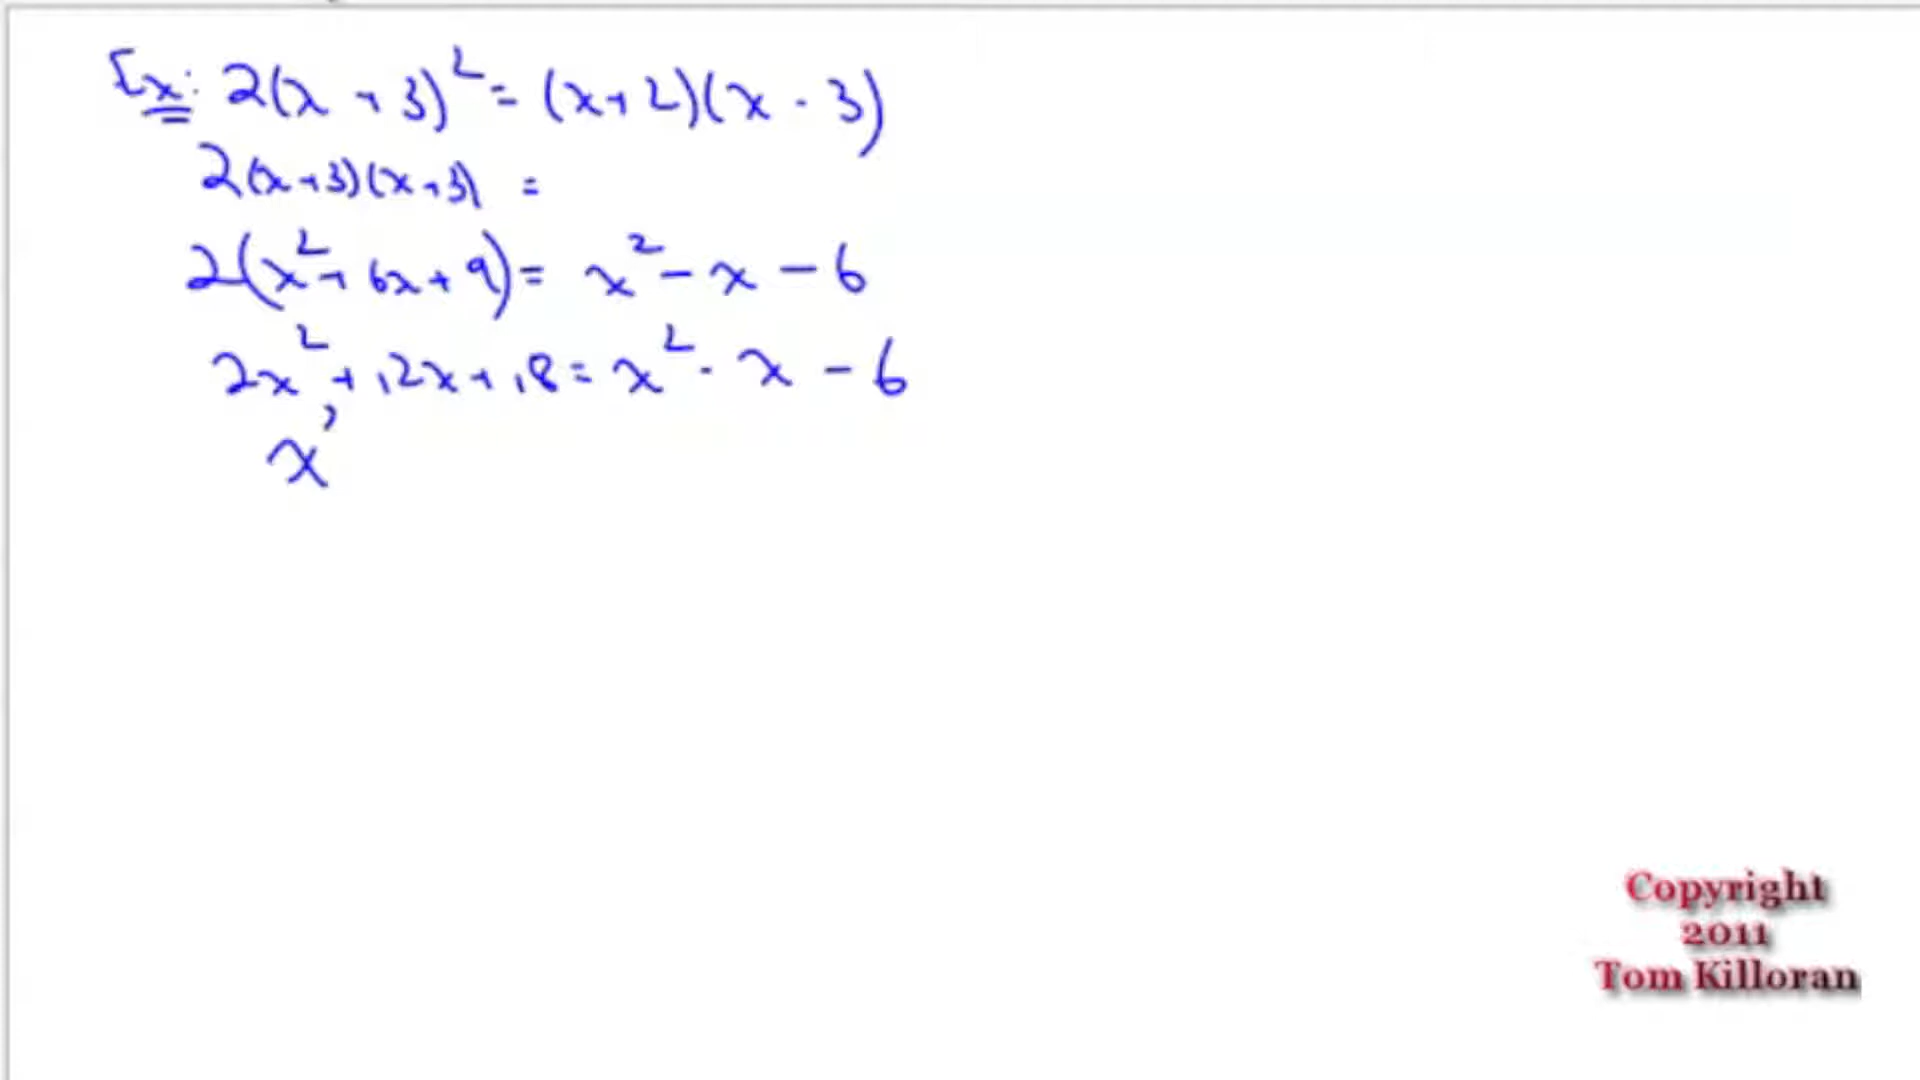 Ex: 2(x + 3)² = (x+2)(x - 3)
2(x+3)(x+3) =
2(x²+6x+9) = x² - x - 6
2x²+12x+18 = x² - x - 6
x
Copyright
2011
Tom Killoran